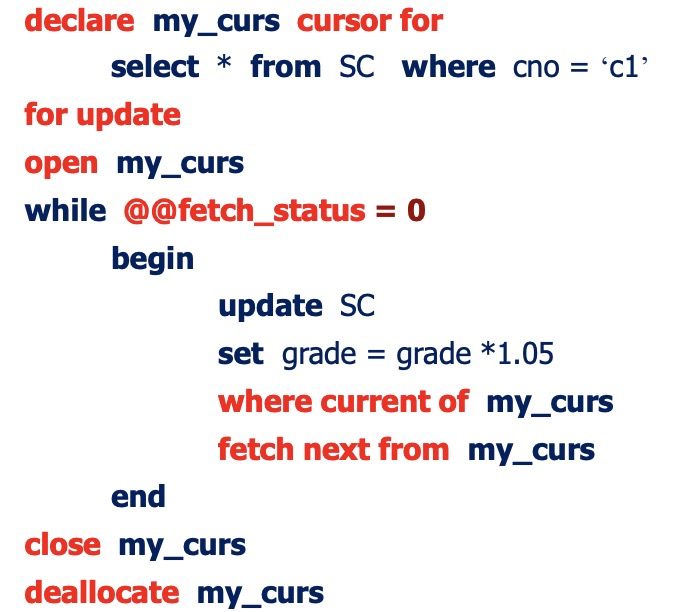 declare my_curs cursor for
select * from SC where cno = ‘c1’
for update
open my_curs
while @@fetch_status = 0
begin
update SC
set grade = grade *1.05
where current of my_curs
fetch next from my_curs
end
close my_curs
deallocate my_curs